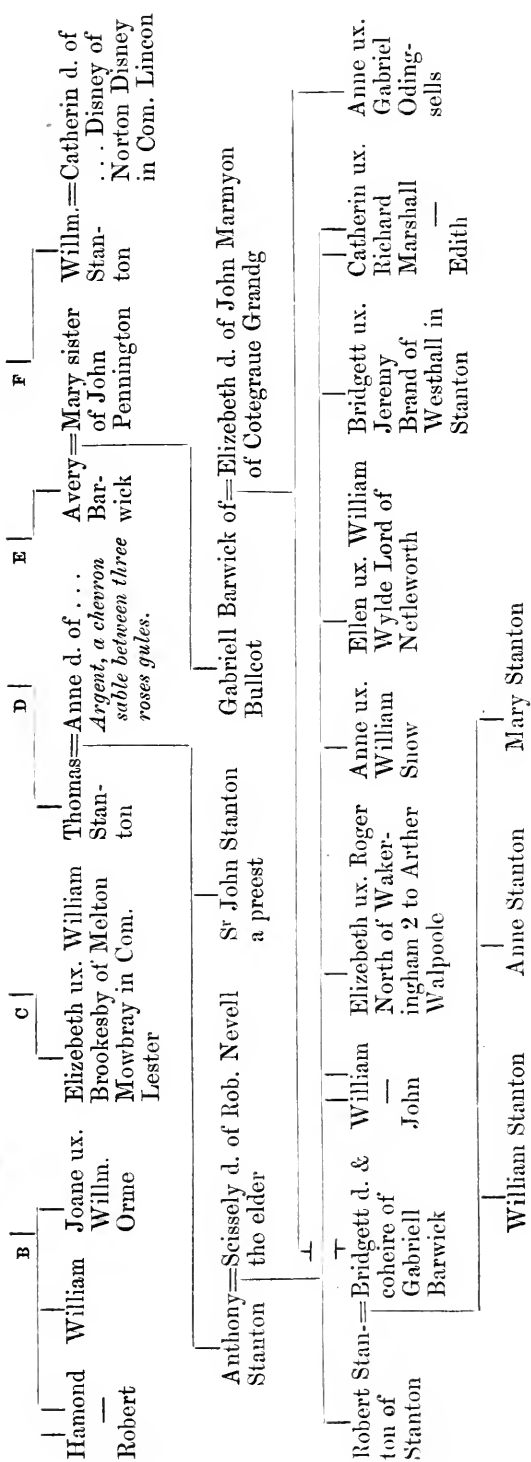 B
C
D
E
F
Hamond
—
Robert
William
Joane ux.
Willm.
Orme
Elizebeth ux. William
Brookesby of Melton
Mowbray in Com.
Lester
Thomas=Anne d. of ...
Stan-
ton
Argent, a chevron
sable between three
roses gules.
Avery=Mary sister
Bar-
wick
of John
Pennington
Willm.=Catherin d. of
Stan-
ton
... Disney of
Norton Disney
in Com. Lincon
Anthony=Scissely d. of Rob. Nevell
Stanton
the elder
Sr John Stanton
a preest
Gabriell Barwick of=Elizebeth d. of John Marmyon
Bullcot
of Cotegraue Grandg
Robert Stan-=Bridgett d. &
ton of
Stanton
coheire of
Gabriell
Barwick
William
—
John
Elizebeth ux. Roger
North of Waker-
ingham 2 to Arther
Walpoole
Anne ux.
William
Snow
Ellen ux. William
Wylde Lord of
Netleworth
Bridgett ux.
Jeremy
Brand of
Westhall in
Stanton
Catherin ux.
Richard
Marshall
—
Edith
Anne ux.
Gabriel
Oding-
sells
William Stanton
Anne Stanton
Mary Stanton